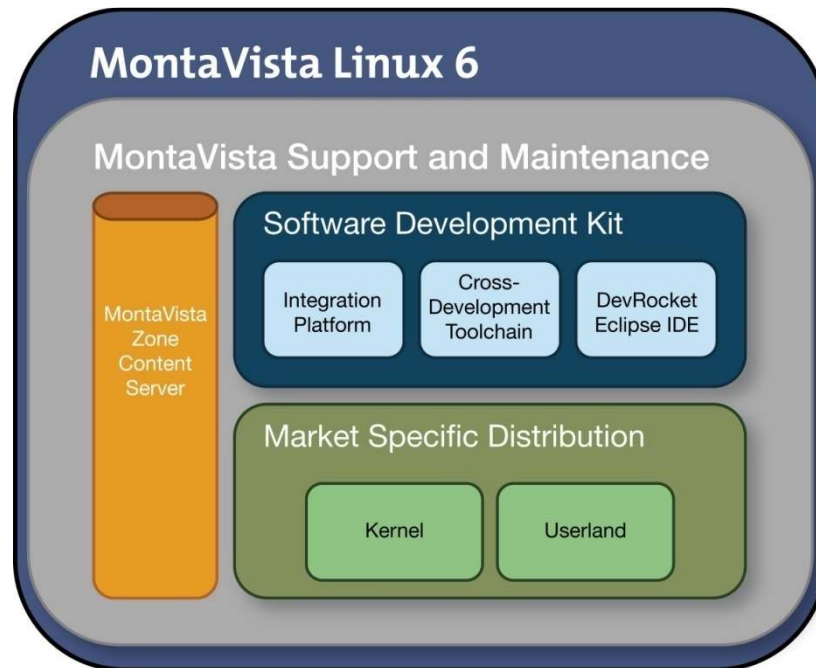 MontaVista Linux 6
MontaVista Support and Maintenance
MontaVista
Zone
Content
Server
Software Development Kit
Integration
Platform
Cross-
Development
Toolchain
DevRocket
Eclipse IDE
Market Specific Distribution
Kernel
Userland